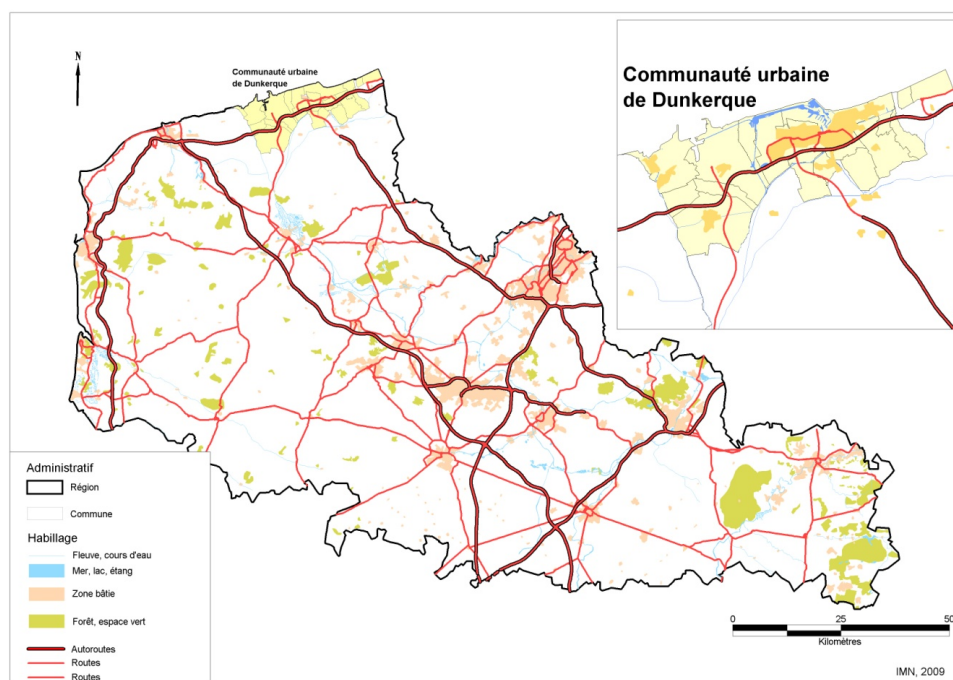 N
Communauté urbaine
de Dunkerque
Communauté urbaine
de Dunkerque
Administratif
Région
Commune
Habillage
Fleuve, cours d'eau
Mer, lac, étang
Zone bâtie
Forêt, espace vert
Autoroutes
Routes
Routes
0 25 50
Kilomètres
IMN, 2009